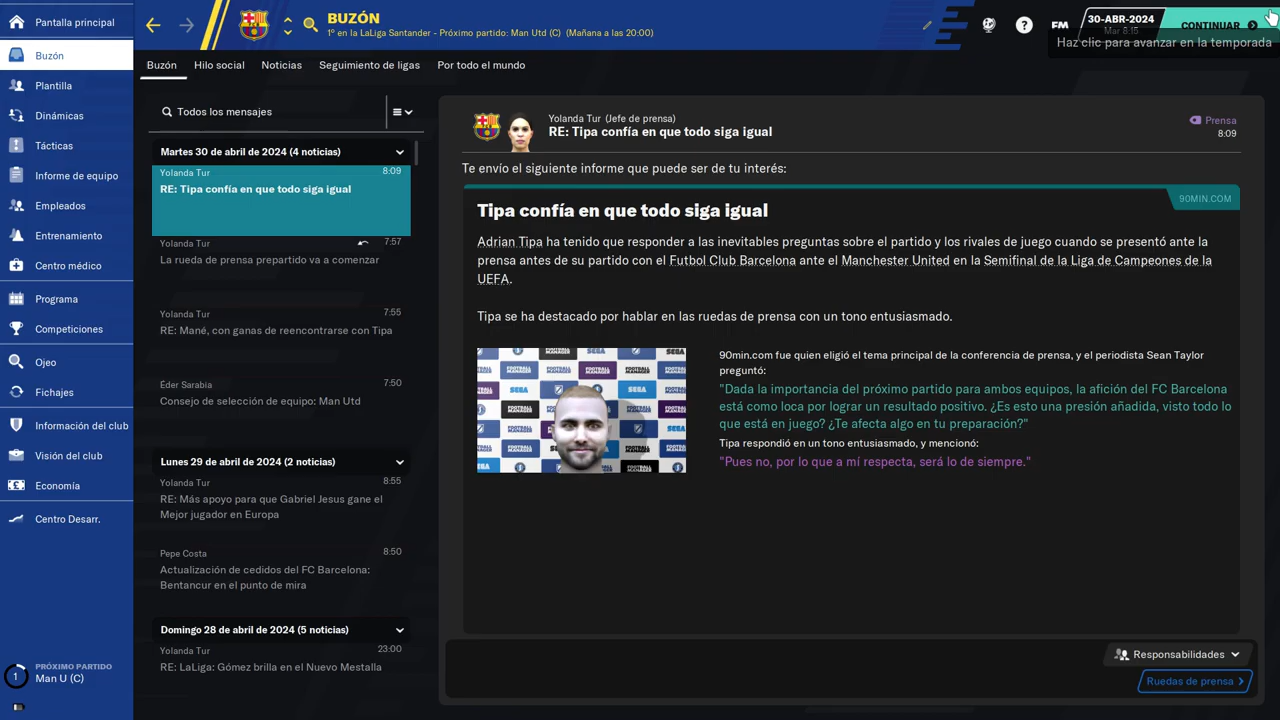 Pantalla principal
Buzón
Plantilla
Dinámicas
Tácticas
Informe de equipo
Empleados
Entrenamiento
Centro médico
Programa
Competiciones
Ojeo
Fichajes
Información del club
Visión del club
Economía
Centro Desarr.
PRÓXIMO PARTIDO
1
Man U (C)
BUZÓN
1º en la LaLiga Santander - Próximo partido: Man Utd (C) (Mañana a las 20:00)
?
FM
30-ABR-2024
Mar 8:15
CONTINUAR
Haz clic para avanzar en la temporada
Buzón
Hilo social
Noticias
Seguimiento de ligas
Por todo el mundo
Todos los mensajes
Martes 30 de abril de 2024 (4 noticias)
Yolanda Tur 8:09
RE: Tipa confía en que todo siga igual
Yolanda Tur 7:57
La rueda de prensa prepartido va a comenzar
Yolanda Tur 7:55
RE: Mané, con ganas de reencontrarse con Tipa
Éder Sarabia 7:50
Consejo de selección de equipo: Man Utd
Lunes 29 de abril de 2024 (2 noticias)
Yolanda Tur 8:55
RE: Más apoyo para que Gabriel Jesus gane el
Mejor jugador en Europa
Pepe Costa 8:50
Actualización de cedidos del FC Barcelona:
Bentancur en el punto de mira
Domingo 28 de abril de 2024 (5 noticias)
Yolanda Tur 23:00
RE: LaLiga: Gómez brilla en el Nuevo Mestalla
Yolanda Tur (Jefe de prensa)
RE: Tipa confía en que todo siga igual
Prensa
8:09
Te envío el siguiente informe que puede ser de tu interés:
90MIN.COM
Tipa confía en que todo siga igual
Adrian Tipa ha tenido que responder a las inevitables preguntas sobre el partido y los rivales de juego cuando se presentó ante la
prensa antes de su partido con el Futbol Club Barcelona ante el Manchester United en la Semifinal de la Liga de Campeones de la
UEFA.
Tipa se ha destacado por hablar en las ruedas de prensa con un tono entusiasmado.
90min.com fue quien eligió el tema principal de la conferencia de prensa, y el periodista Sean Taylor
preguntó:
"Dada la importancia del próximo partido para ambos equipos, la afición del FC Barcelona
está como loca por lograr un resultado positivo. ¿Es esto una presión añadida, visto todo lo
que está en juego? ¿Te afecta algo en tu preparación?"
Tipa respondió en un tono entusiasmado, y mencionó:
"Pues no, por lo que a mí respecta, será lo de siempre."
Responsabilidades
Ruedas de prensa